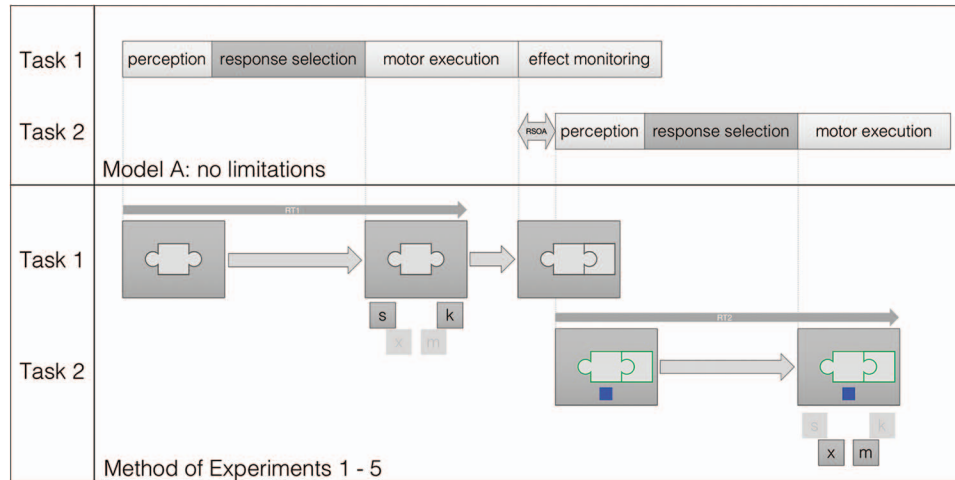 Task 1
perception
response selection
motor execution
effect monitoring
Task 2
RSOA
perception
response selection
motor execution
Model A: no limitations
RT1
Task 1
s
k
x
m
RT2
Task 2
s
k
x
m
Method of Experiments 1 - 5